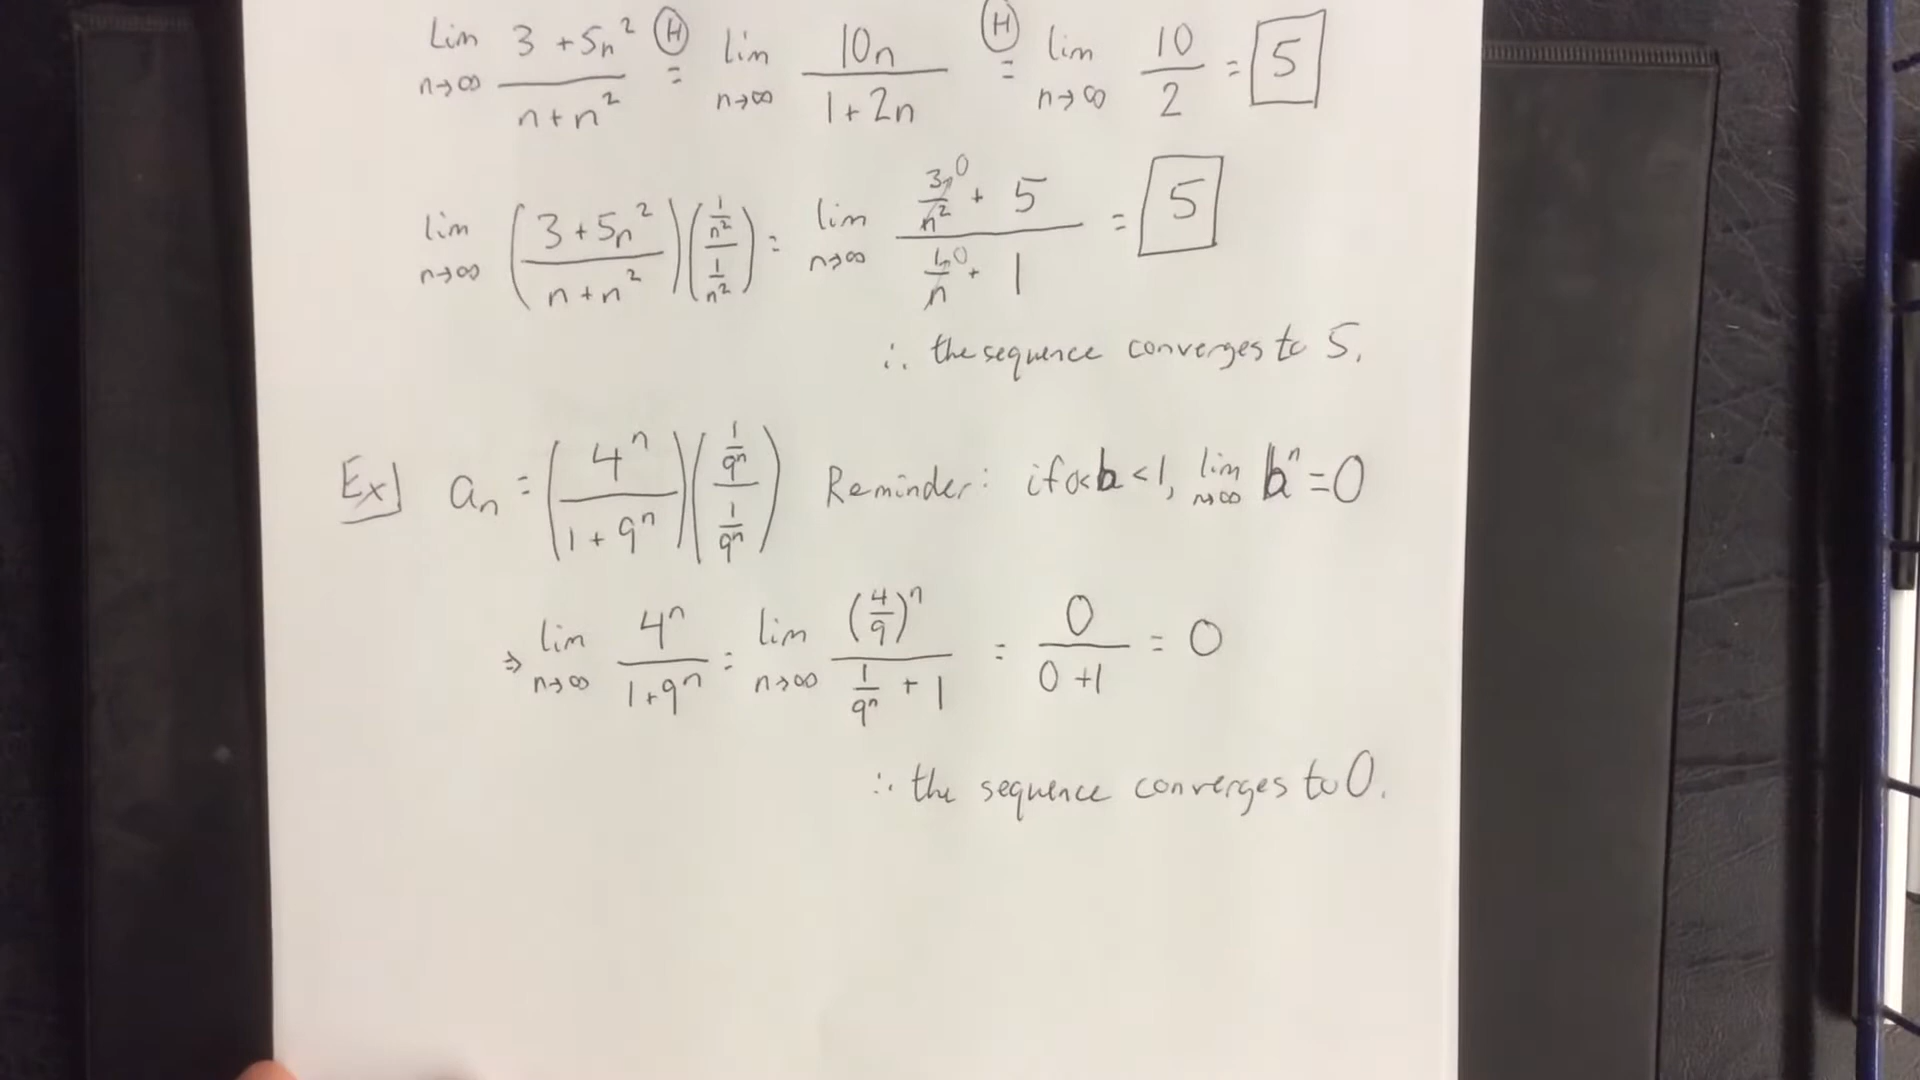 lim n→∞ (3 + 5n²)/(n + n²) Ⓗ= lim n→∞ 10n/(1 + 2n) Ⓗ= lim n→∞ 10/2 = 5
lim n→∞ ((3 + 5n²)/(n + n²)) ((1/n²)/(1/n²)) = lim n→∞ (3/n² ⁰ + 5)/(1/n ⁰ + 1) = 5
∴ the sequence converges to 5.
Ex] aₙ = (4ⁿ/(1 + 9ⁿ)) ((1/9ⁿ)/(1/9ⁿ)) Reminder: if 0<b<1, lim n→∞ bⁿ = 0
⇒ lim n→∞ 4ⁿ/(1+9ⁿ) = lim n→∞ (4/9)ⁿ/(1/9ⁿ + 1) = 0/(0+1) = 0
∴ the sequence converges to 0.